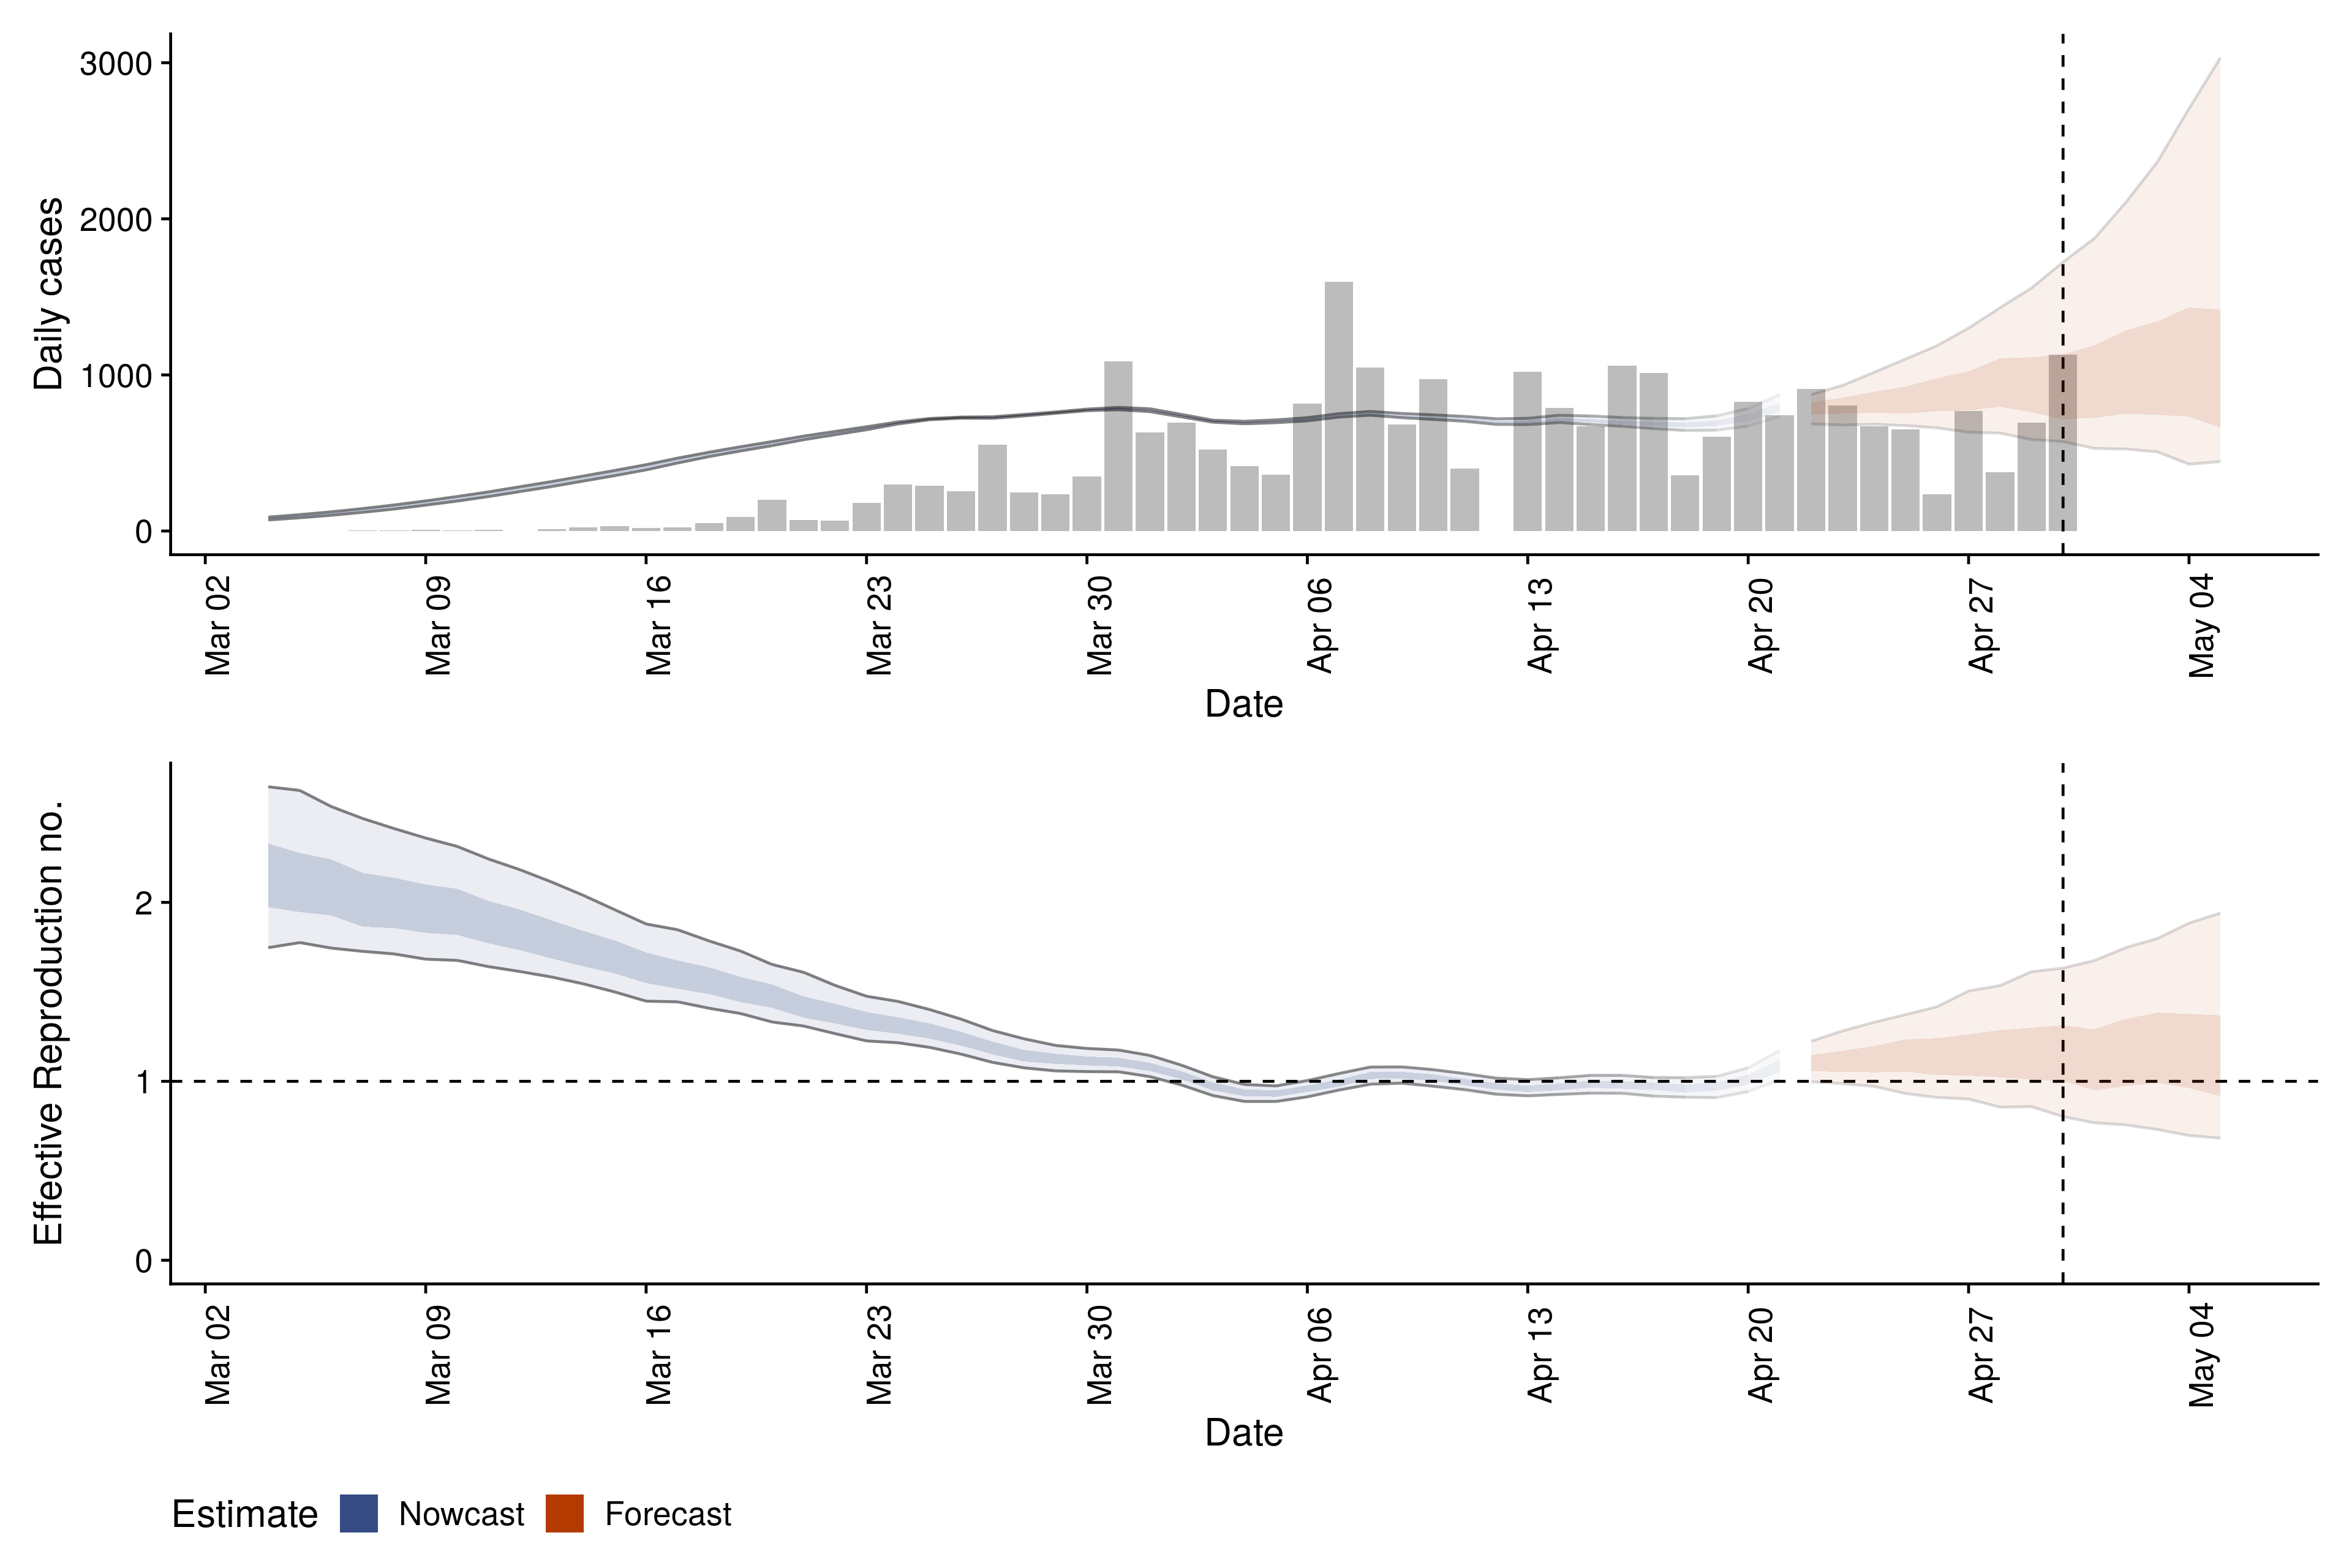 Daily cases
3000
2000
1000
0
Mar 02
Mar 09
Mar 16
Mar 23
Mar 30
Apr 06
Apr 13
Apr 20
Apr 27
May 04
Date
Effective Reproduction no.
2
1
0
Mar 02
Mar 09
Mar 16
Mar 23
Mar 30
Apr 06
Apr 13
Apr 20
Apr 27
May 04
Date
Estimate Nowcast Forecast